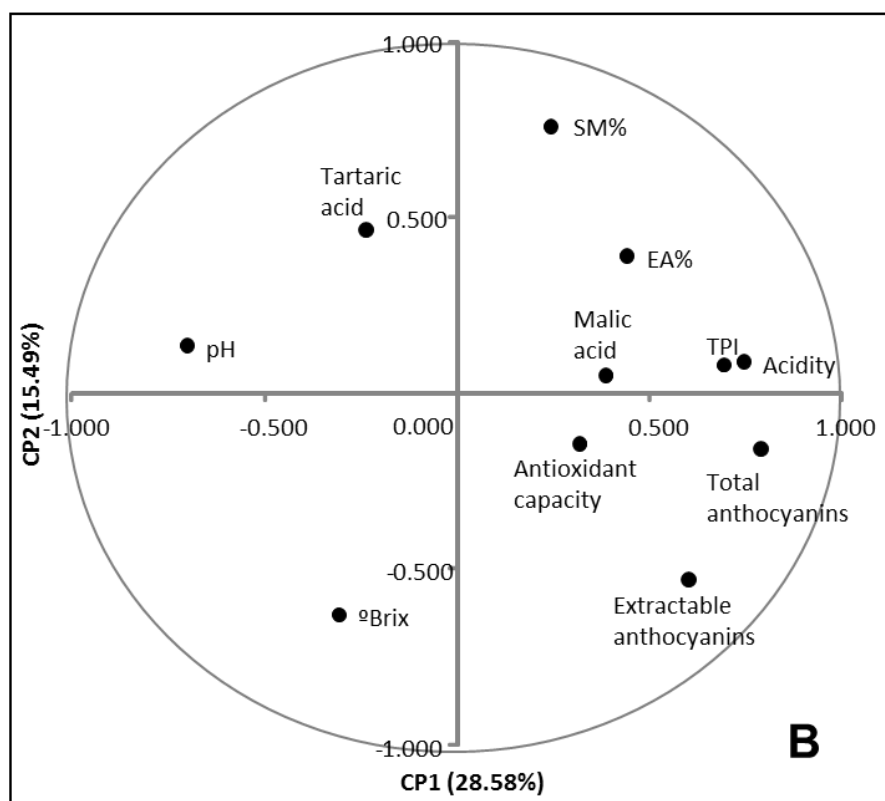 1.000
SM%
Tartaric
acid
0.500
EA%
Malic
acid
TPI
Acidity
pH
CP2 (15.49%)
-1.000
-0.500
0.000
0.500
1.000
Antioxidant
capacity
Total
anthocyanins
-0.500
Extractable
anthocyanins
ºBrix
-1.000
B
CP1 (28.58%)